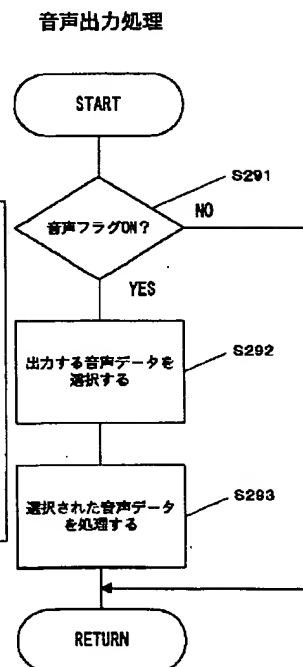 音声出力処理
START
S291
音声フラグON?
NO
YES
出力する音声データを
選択する
S292
選択された音声データ
を処理する
S293
RETURN